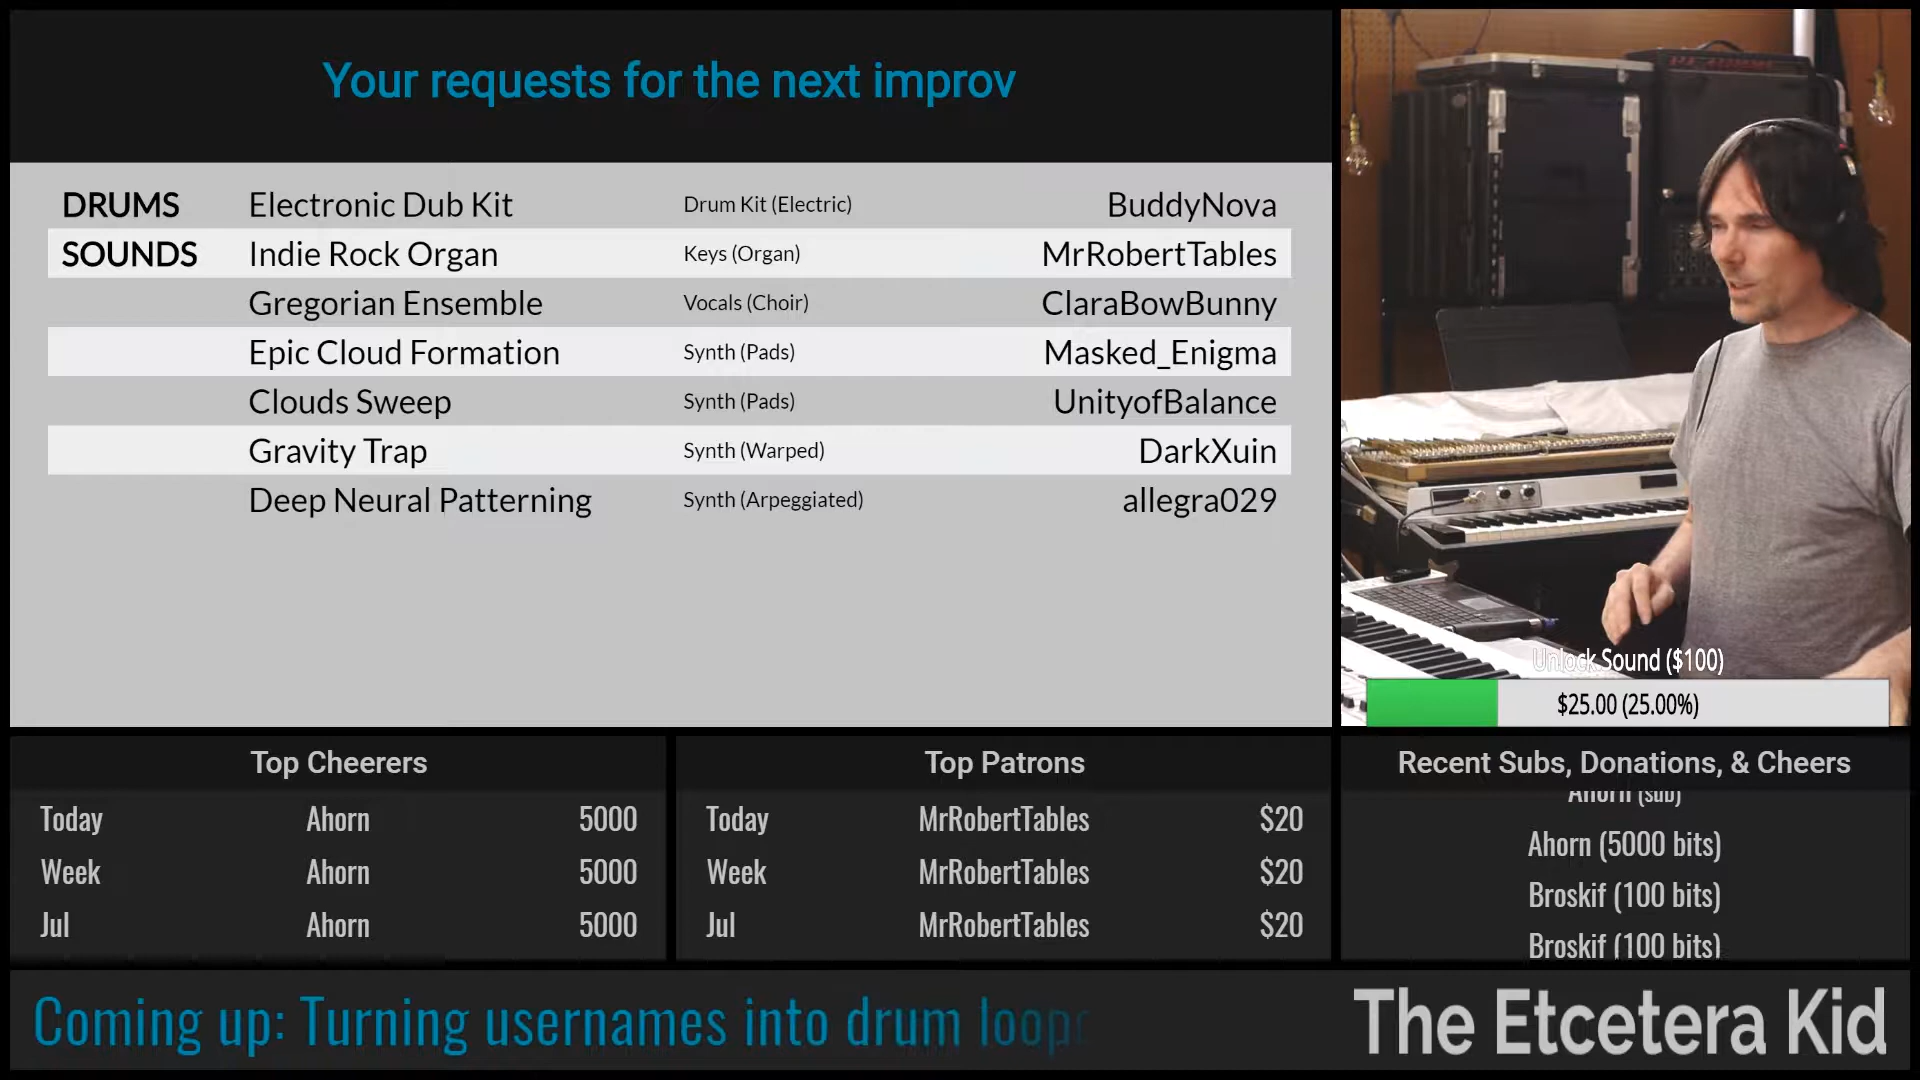 Your requests for the next improv
DRUMS Electronic Dub Kit Drum Kit (Electric) BuddyNova
SOUNDS Indie Rock Organ Keys (Organ) MrRobertTables
Gregorian Ensemble Vocals (Choir) ClaraBowBunny
Epic Cloud Formation Synth (Pads) Masked_Enigma
Clouds Sweep Synth (Pads) UnityofBalance
Gravity Trap Synth (Warped) DarkXuin
Deep Neural Patterning Synth (Arpeggiated) allegra029
Unlock Sound ($100)
$25.00 (25.00%)
Top Cheerers
Today Ahorn 5000
Week Ahorn 5000
Jul Ahorn 5000
Top Patrons
Today MrRobertTables $20
Week MrRobertTables $20
Jul MrRobertTables $20
Recent Subs, Donations, & Cheers
Ahorn (sub)
Ahorn (5000 bits)
Broskif (100 bits)
Broskif (100 bits)
Coming up: Turning usernames into drum loops
The Etcetera Kid